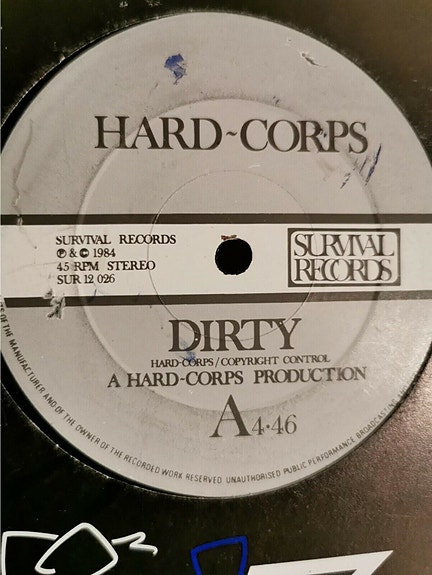 HARD~CORPS
SURVIVAL RECORDS
℗ & © 1984
45 RPM STEREO
SUR 12 026
SURVIVAL
RECORDS
DIRTY
HARD-CORPS / COPYRIGHT CONTROL
A HARD-CORPS PRODUCTION
A 4·46
OF THE MANUFACTURER AND OF THE OWNER OF THE RECORDED WORK RESERVED UNAUTHORISED PUBLIC PERFORMANCE BROADCASTING